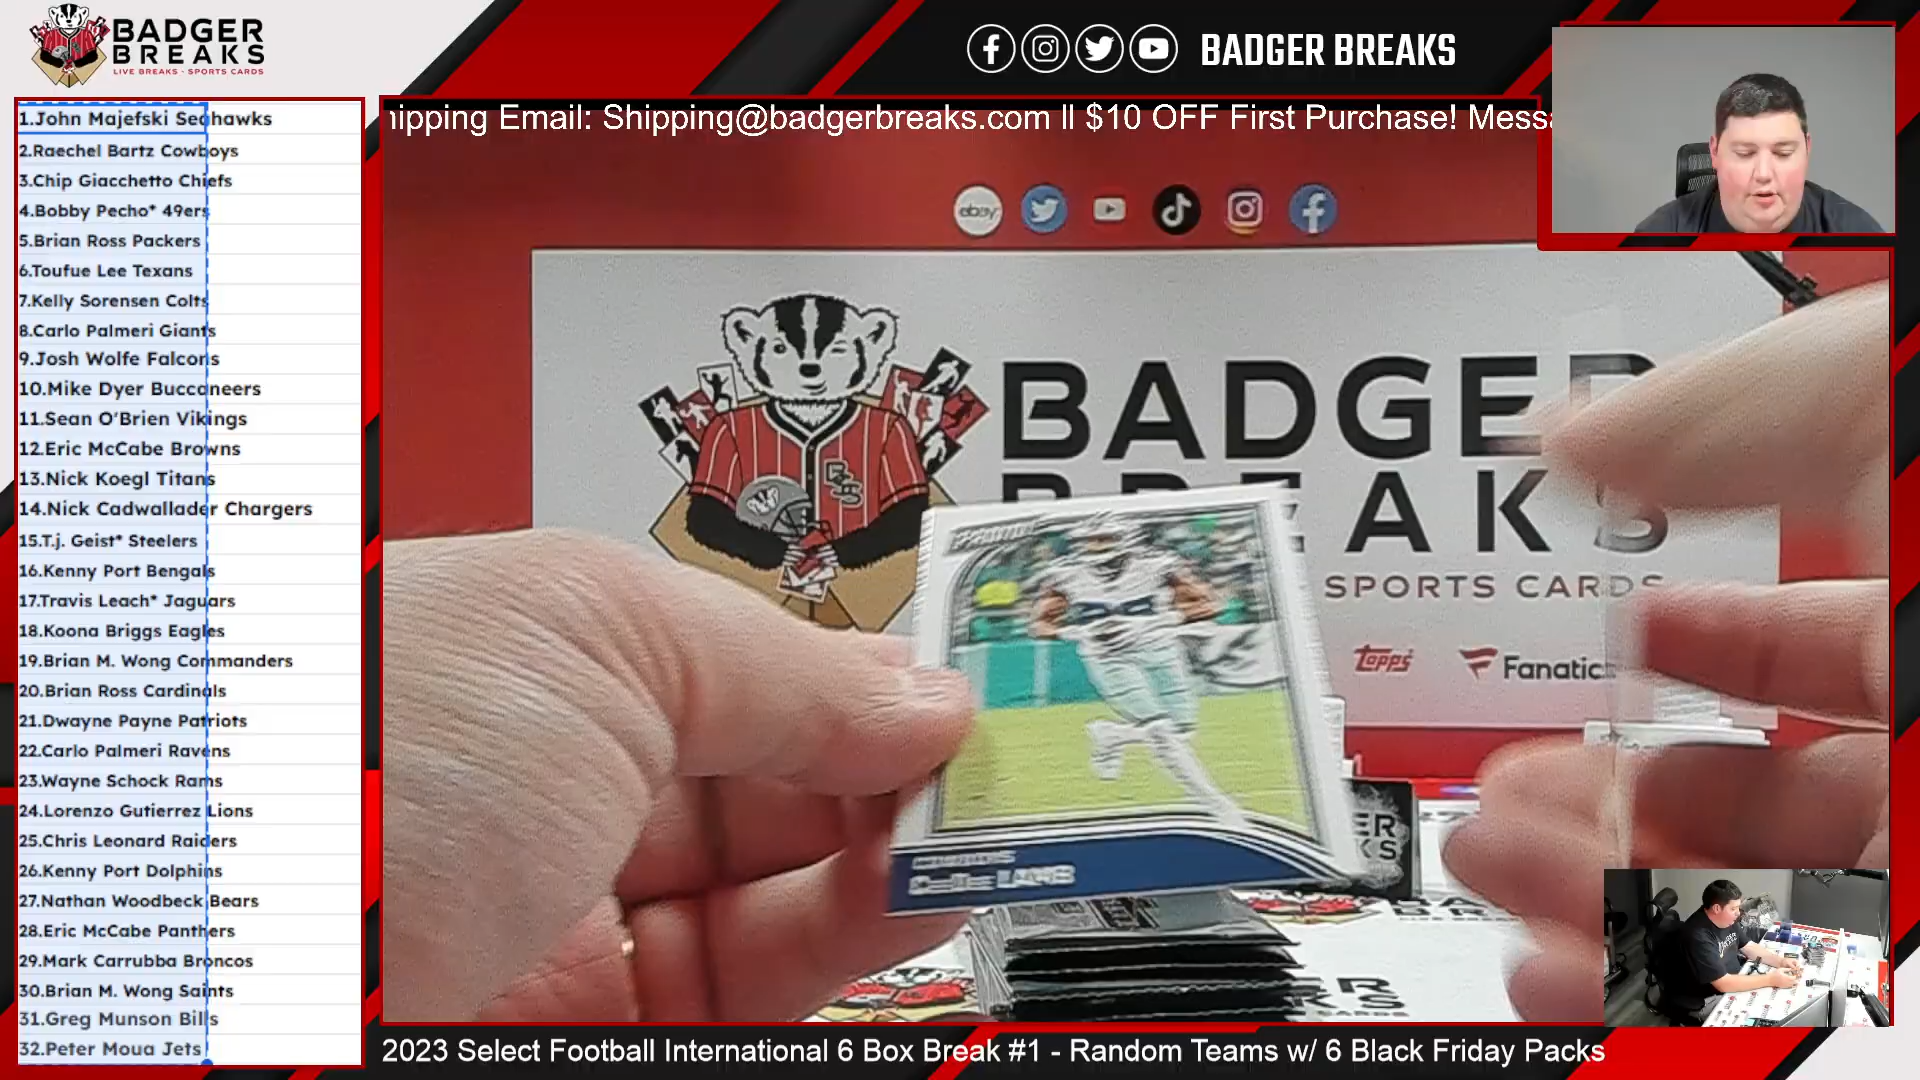 BADGER
BREAKS
LIVE BREAKS - SPORTS CARDS
BADGER BREAKS
hipping Email: Shipping@badgerbreaks.com ll $10 OFF First Purchase! Messa
1.John Majefski Seahawks
2.Raechel Bartz Cowboys
3.Chip Giacchetto Chiefs
4.Bobby Pecho* 49ers
5.Brian Ross Packers
6.Toufue Lee Texans
7.Kelly Sorensen Colts
8.Carlo Palmeri Giants
9.Josh Wolfe Falcons
10.Mike Dyer Buccaneers
11.Sean O'Brien Vikings
12.Eric McCabe Browns
13.Nick Koegl Titans
14.Nick Cadwallader Chargers
15.T.j. Geist* Steelers
16.Kenny Port Bengals
17.Travis Leach* Jaguars
18.Koona Briggs Eagles
19.Brian M. Wong Commanders
20.Brian Ross Cardinals
21.Dwayne Payne Patriots
22.Carlo Palmeri Ravens
23.Wayne Schock Rams
24.Lorenzo Gutierrez Lions
25.Chris Leonard Raiders
26.Kenny Port Dolphins
27.Nathan Woodbeck Bears
28.Eric McCabe Panthers
29.Mark Carrubba Broncos
30.Brian M. Wong Saints
31.Greg Munson Bills
32.Peter Moua Jets
ebay
BADGER
BREAKS
SPORTS CARDS
Topps
Fanatics
CeeDee LAMB
2023 Select Football International 6 Box Break #1 - Random Teams w/ 6 Black Friday Packs